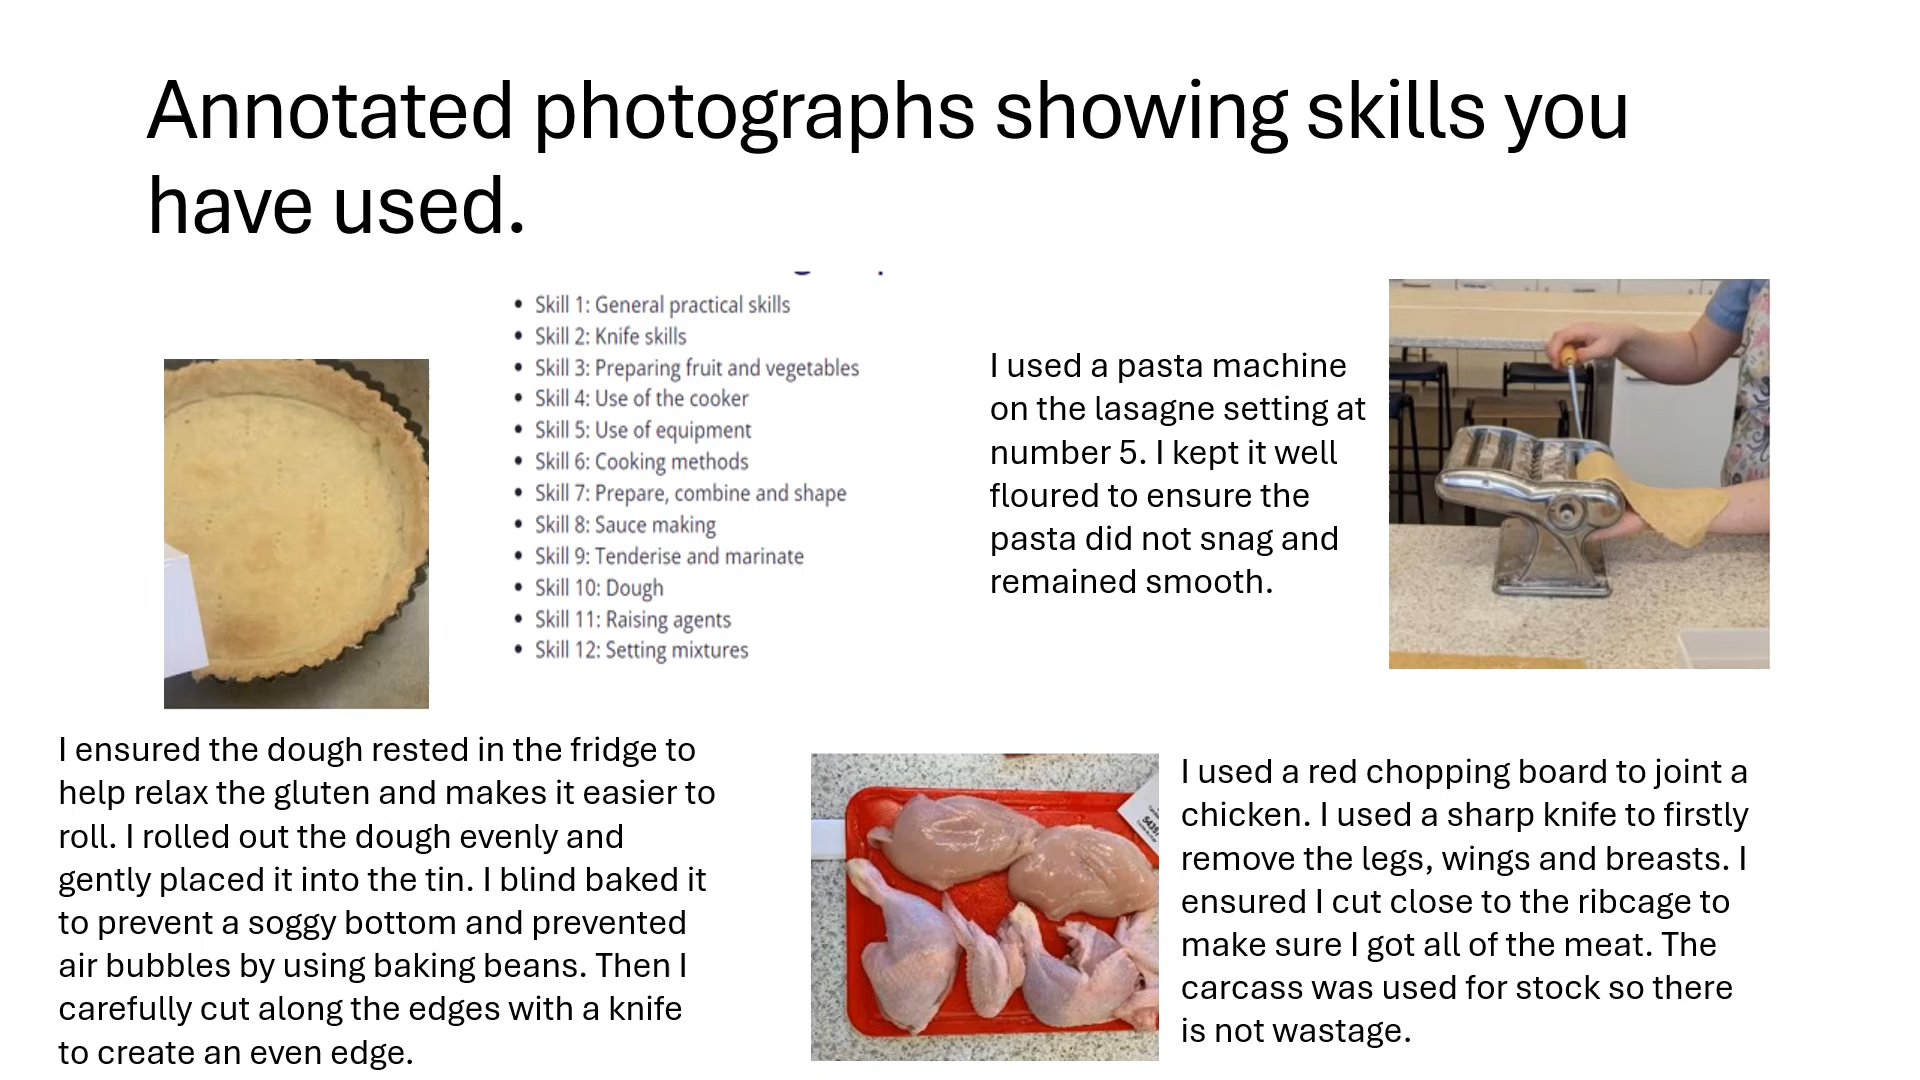 Annotated photographs showing skills you
have used.
• Skill 1: General practical skills
• Skill 2: Knife skills
• Skill 3: Preparing fruit and vegetables
• Skill 4: Use of the cooker
• Skill 5: Use of equipment
• Skill 6: Cooking methods
• Skill 7: Prepare, combine and shape
• Skill 8: Sauce making
• Skill 9: Tenderise and marinate
• Skill 10: Dough
• Skill 11: Raising agents
• Skill 12: Setting mixtures
I used a pasta machine
on the lasagne setting at
number 5. I kept it well
floured to ensure the
pasta did not snag and
remained smooth.
I ensured the dough rested in the fridge to
help relax the gluten and makes it easier to
roll. I rolled out the dough evenly and
gently placed it into the tin. I blind baked it
to prevent a soggy bottom and prevented
air bubbles by using baking beans. Then I
carefully cut along the edges with a knife
to create an even edge.
I used a red chopping board to joint a
chicken. I used a sharp knife to firstly
remove the legs, wings and breasts. I
ensured I cut close to the ribcage to
make sure I got all of the meat. The
carcass was used for stock so there
is not wastage.